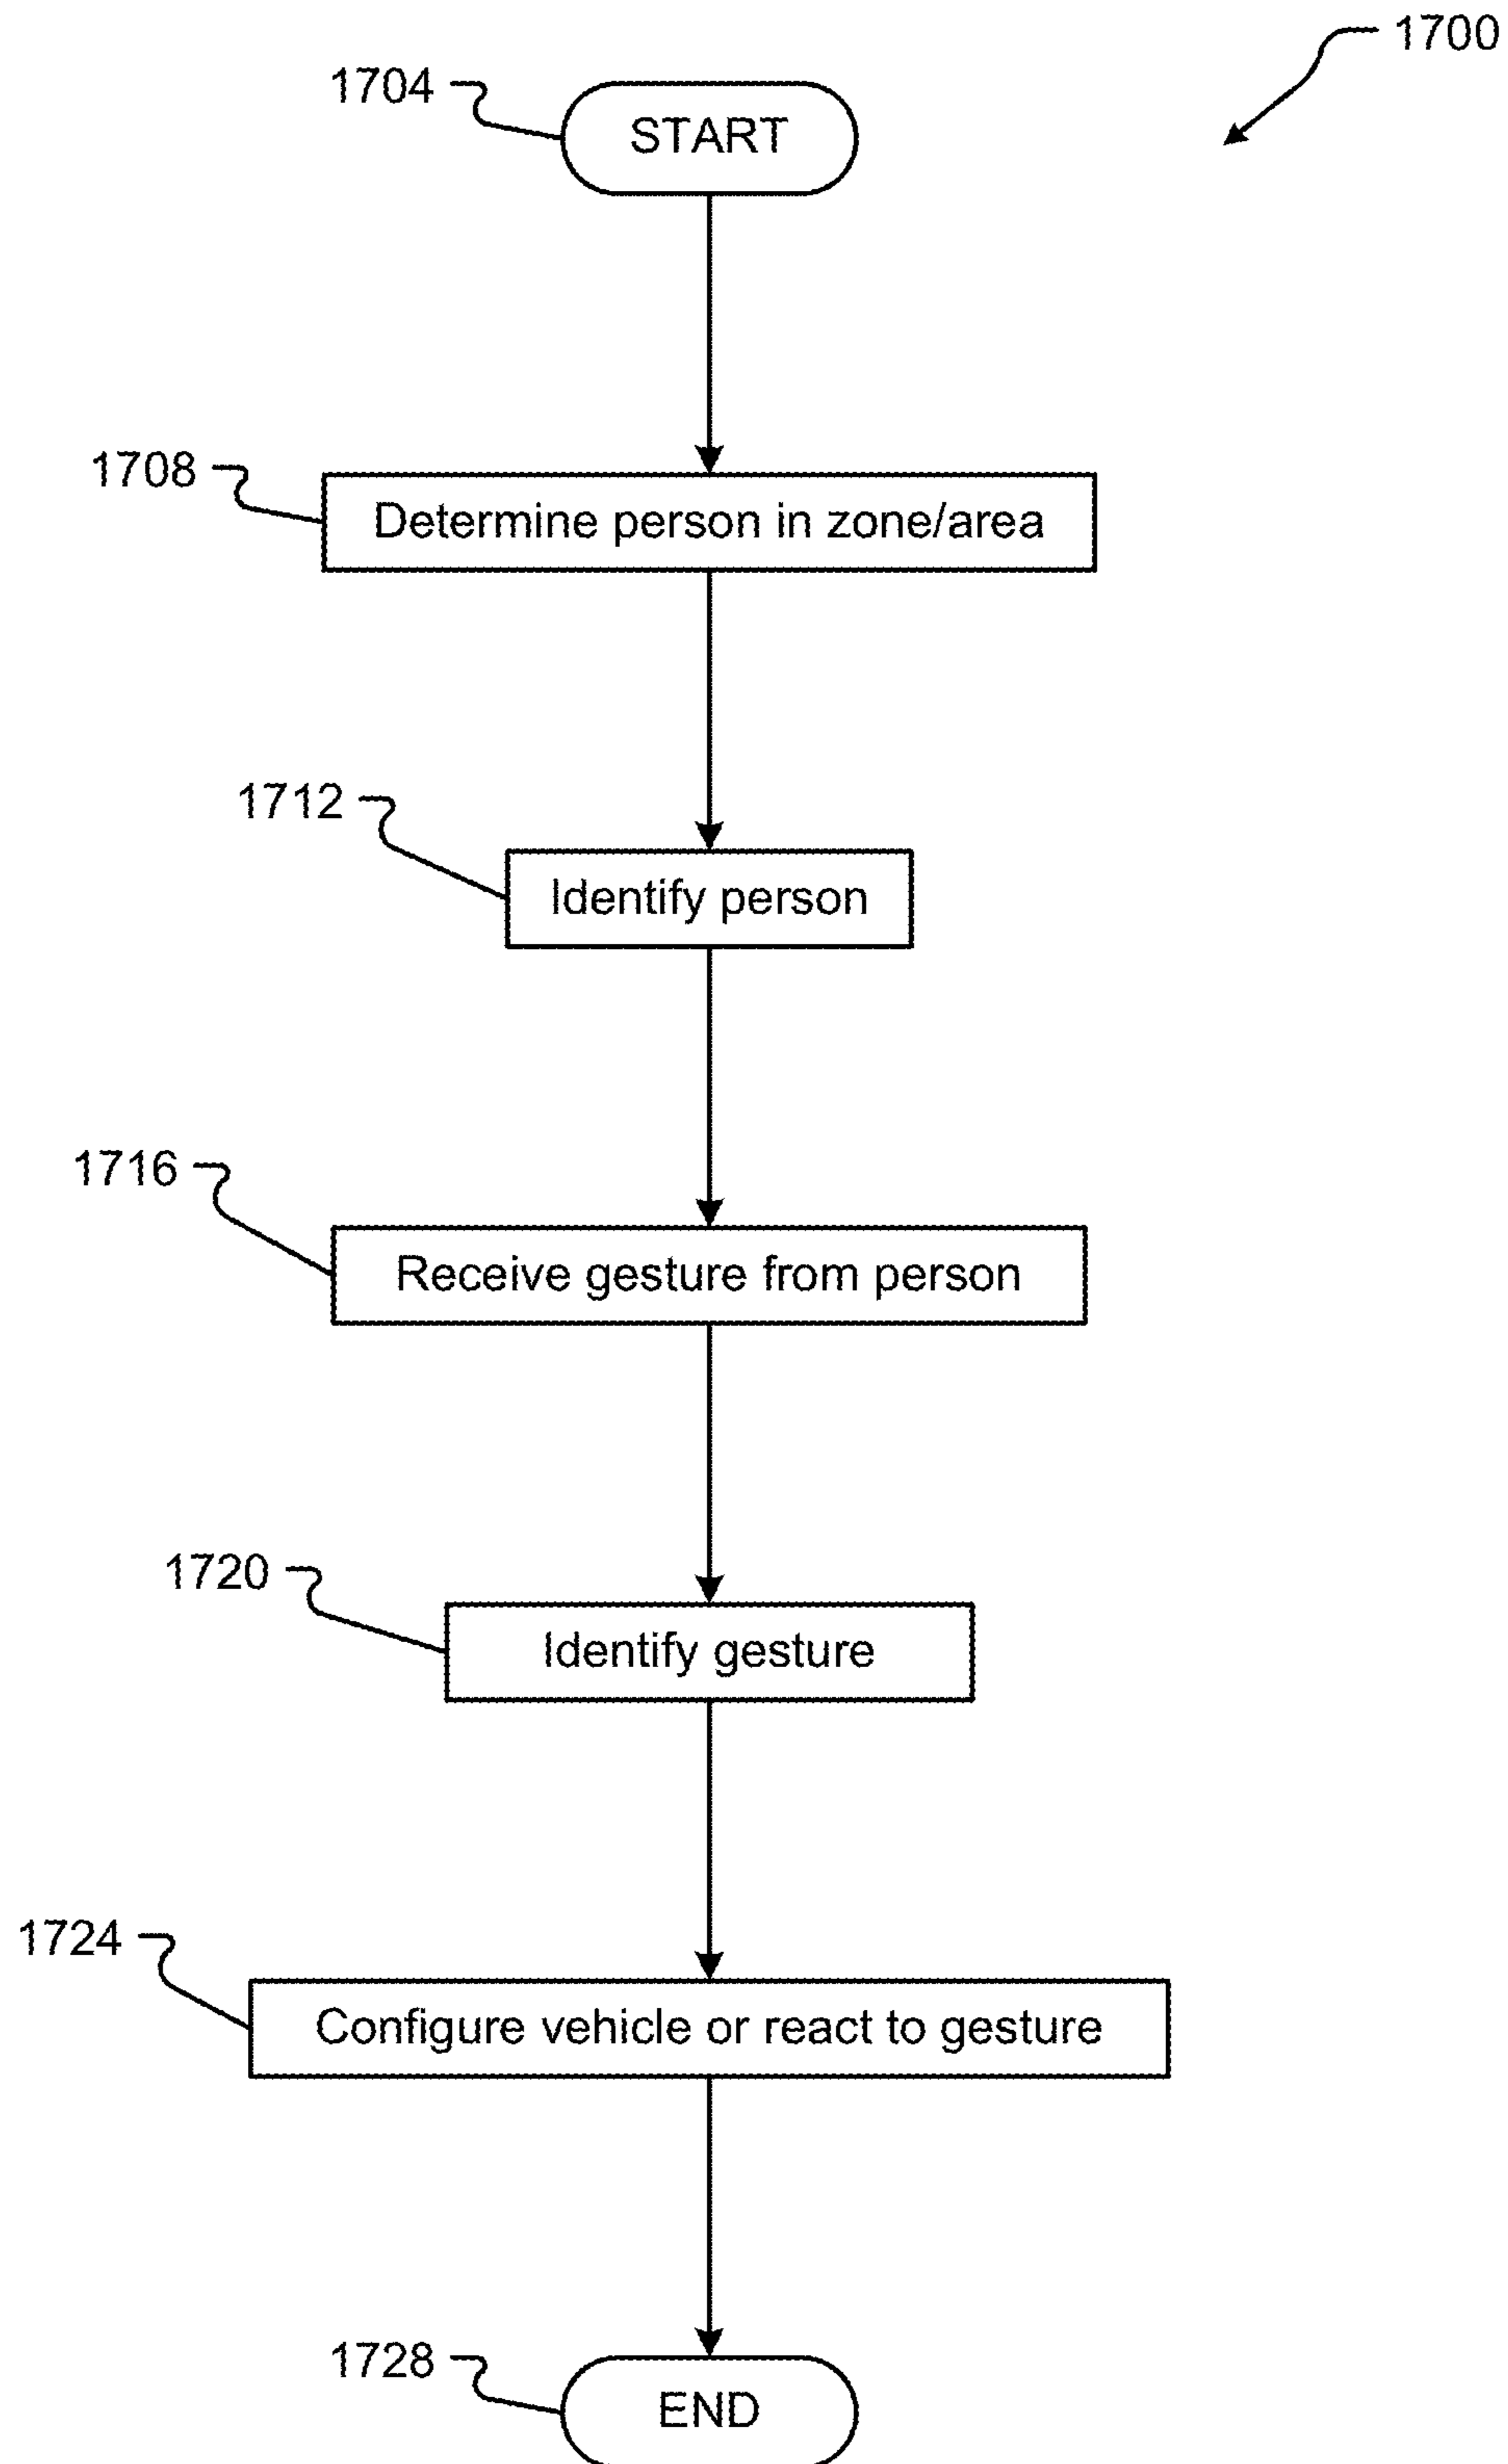 1700
1704
START
1708
Determine person in zone/area
1712
Identify person
1716
Receive gesture from person
1720
Identify gesture
1724
Configure vehicle or react to gesture
1728
END